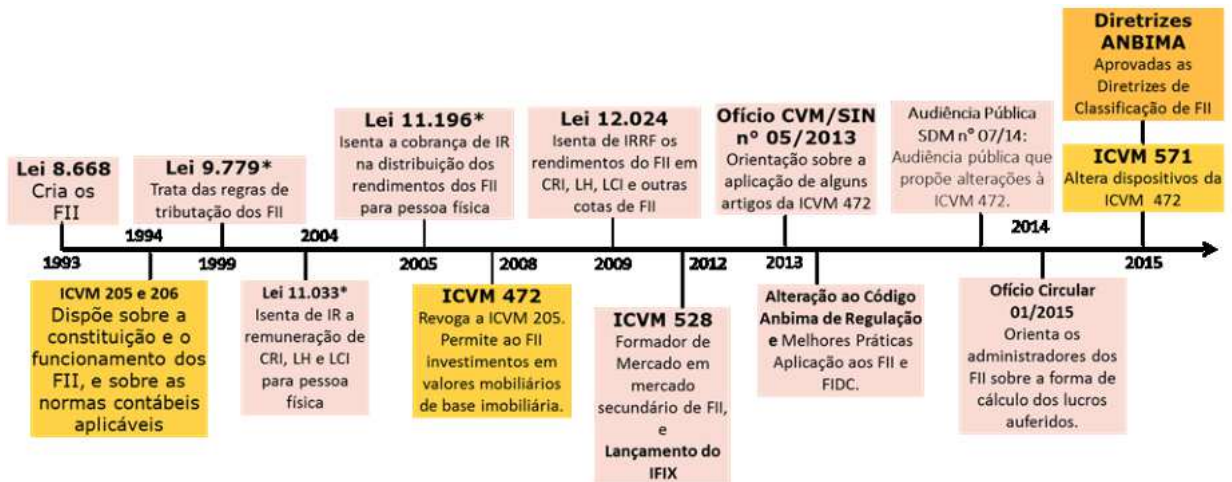 Diretrizes
ANBIMA
Aprovadas as
Diretrizes de
Classificação de FII
Lei 8.668
Cria os
FII
Lei 9.779*
Trata das regras de
tributação dos FII
Lei 11.196*
Isenta a cobrança de IR
na distribuição dos
rendimentos dos FII
para pessoa física
Lei 12.024
Isenta de IRRF os
rendimentos do FII em
CRI, LH, LCI e outras
cotas de FII
Ofício CVM/SIN
nº 05/2013
Orientação sobre a
aplicação de alguns
artigos da ICVM 472
Audiência Pública
SDM nº 07/14:
Audiência pública que
propõe alterações à
ICVM 472.
ICVM 571
Altera dispositivos da
ICVM 472
1993
1994
1999
2004
2005
2008
2009
2012
2013
2014
2015
ICVM 205 e 206
Dispõe sobre a
constituição e o
funcionamento dos
FII, e sobre as
normas contábeis
aplicáveis
Lei 11.033*
Isenta de IR a
remuneração de
CRI, LH e LCI
para pessoa
física
ICVM 472
Revoga a ICVM 205.
Permite ao FII
investimentos em
valores mobiliários
de base imobiliária.
ICVM 528
Formador de
Mercado em
mercado
secundário de FII,
e
Lançamento do
IFIX
Alteração ao Código
Anbima de Regulação
e Melhores Práticas
Aplicação aos FII e
FIDC.
Ofício Circular
01/2015
Orienta os
administradores dos
FII sobre a forma de
cálculo dos lucros
auferidos.